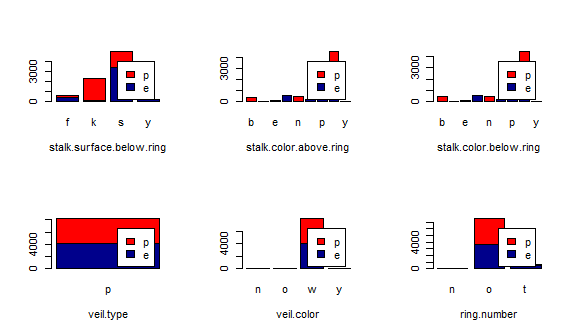 3000
0
p
e
f k s y
stalk.surface.below.ring
3000
0
p
e
b e n p y
stalk.color.above.ring
3000
0
p
e
b e n p y
stalk.color.below.ring
4000
0
p
e
p
veil.type
4000
0
p
e
n o w y
veil.color
4000
0
p
e
n o t
ring.number